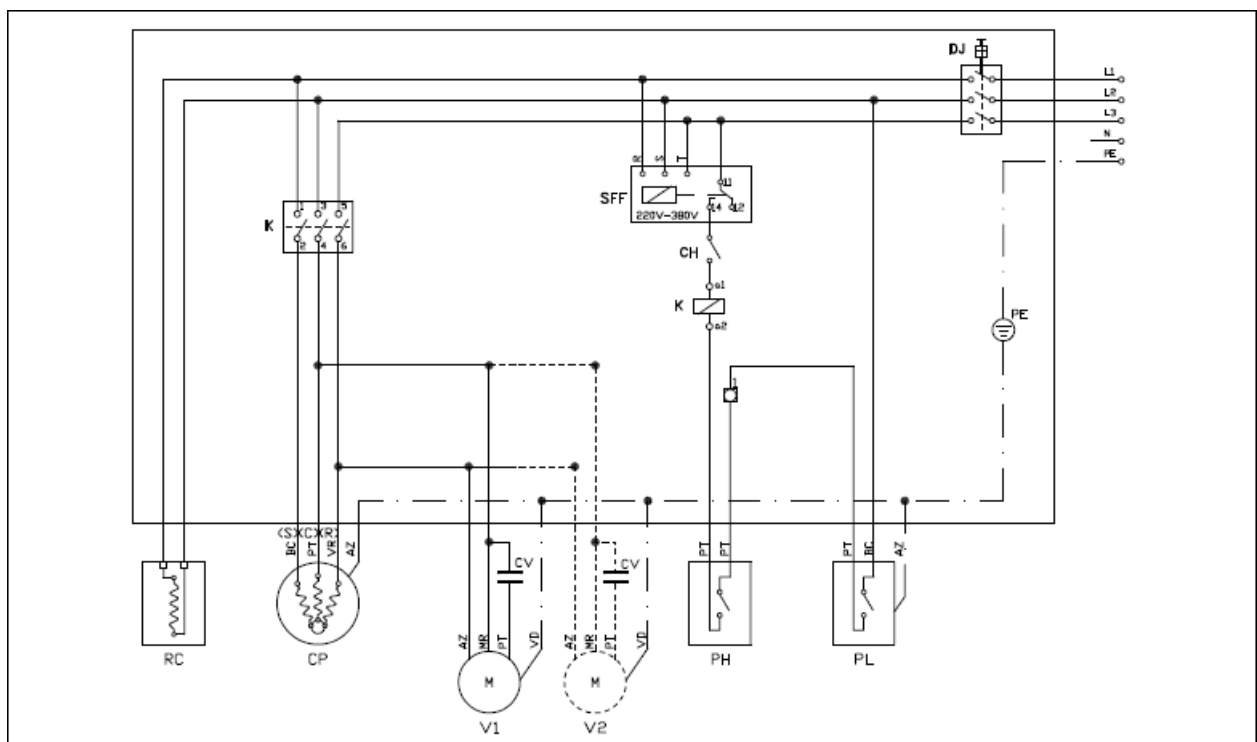 DJ
L1
L2
L3
N
PE
R S T
11
SFF
14 12
220V-380V
1 3 5
K
2 4 6
CH
a1
K
a2
PE
1
(S)(C)(R)
BC PT VR AZ
CV
CV
PT PT
PT BC AZ
AZ MR PT VD
AZ MR PT VD
RC
CP
M
M
PH
PL
V1
V2